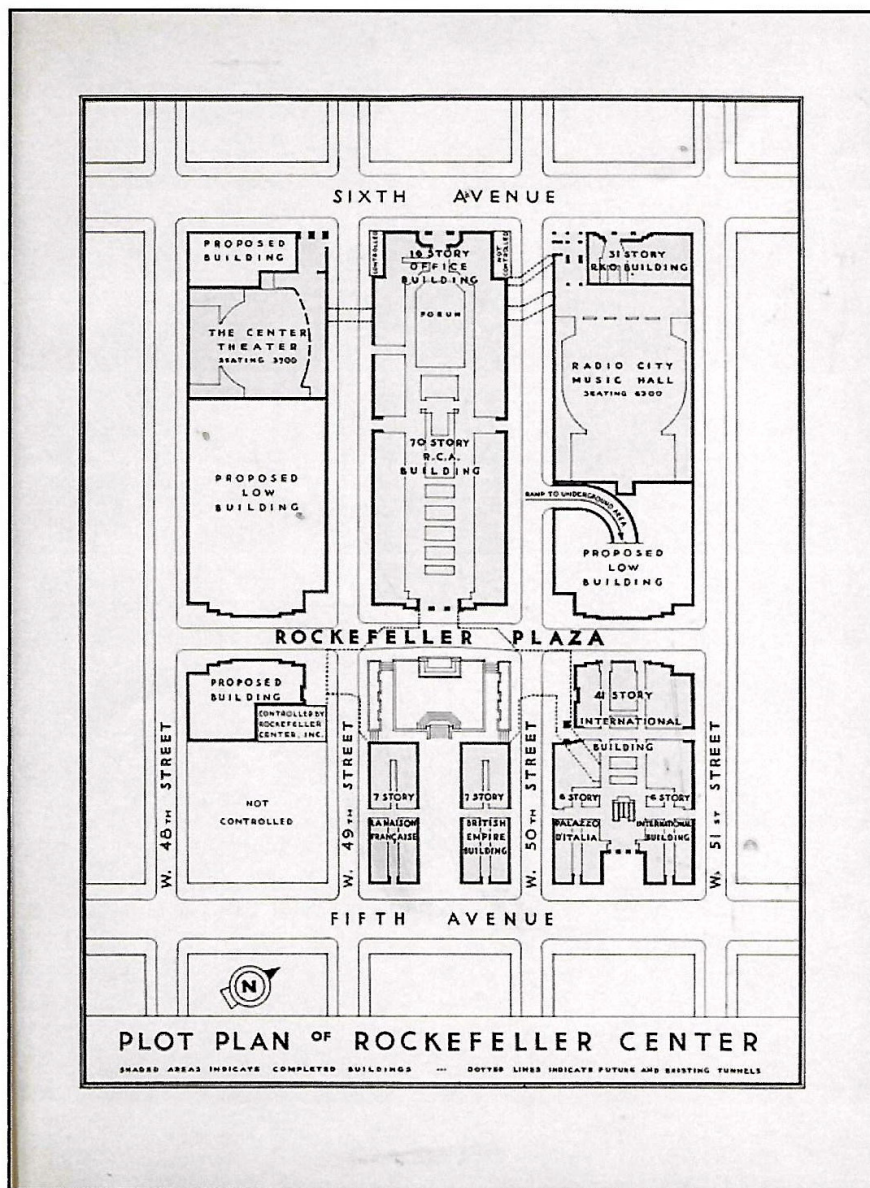 SIXTH AVENUE
PROPOSED
BUILDING
THE CENTER
THEATER
SEATING 3700
PROPOSED
LOW
BUILDING
CONTROLLED
16 STORY
OFFICE
BUILDING
NOT
CONTROLLED
FORUM
70 STORY
R.C.A.
BUILDING
31 STORY
R.K.O. BUILDING
RADIO CITY
MUSIC HALL
SEATING 6200
RAMP TO UNDERGROUND AREA
PROPOSED
LOW
BUILDING
ROCKEFELLER PLAZA
PROPOSED
BUILDING
CONTROLLED BY
ROCKEFELLER
CENTER, INC.
NOT
CONTROLLED
7 STORY
LA MAISON
FRANÇAISE
7 STORY
BRITISH
EMPIRE
BUILDING
41 STORY
INTERNATIONAL
BUILDING
6 STORY
PALAZZO
D'ITALIA
6 STORY
INTERNATIONAL
BUILDING
W. 48TH STREET
W. 49TH STREET
W. 50TH STREET
W. 51ST STREET
FIFTH AVENUE
N
PLOT PLAN OF ROCKEFELLER CENTER
SHADED AREAS INDICATE COMPLETED BUILDINGS --- DOTTED LINES INDICATE FUTURE AND EXISTING TUNNELS